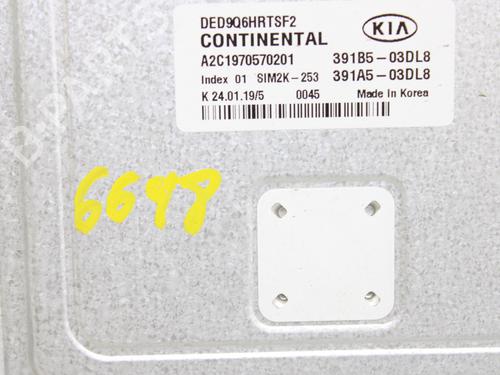 DED9Q6HRTSF2
CONTINENTAL
KIA
A2C1970570201 391B5-03DL8
Index 01 SIM2K-253 391A5-03DL8
K 24.01.19/5 0045 Made in Korea
6648
B-PARTS